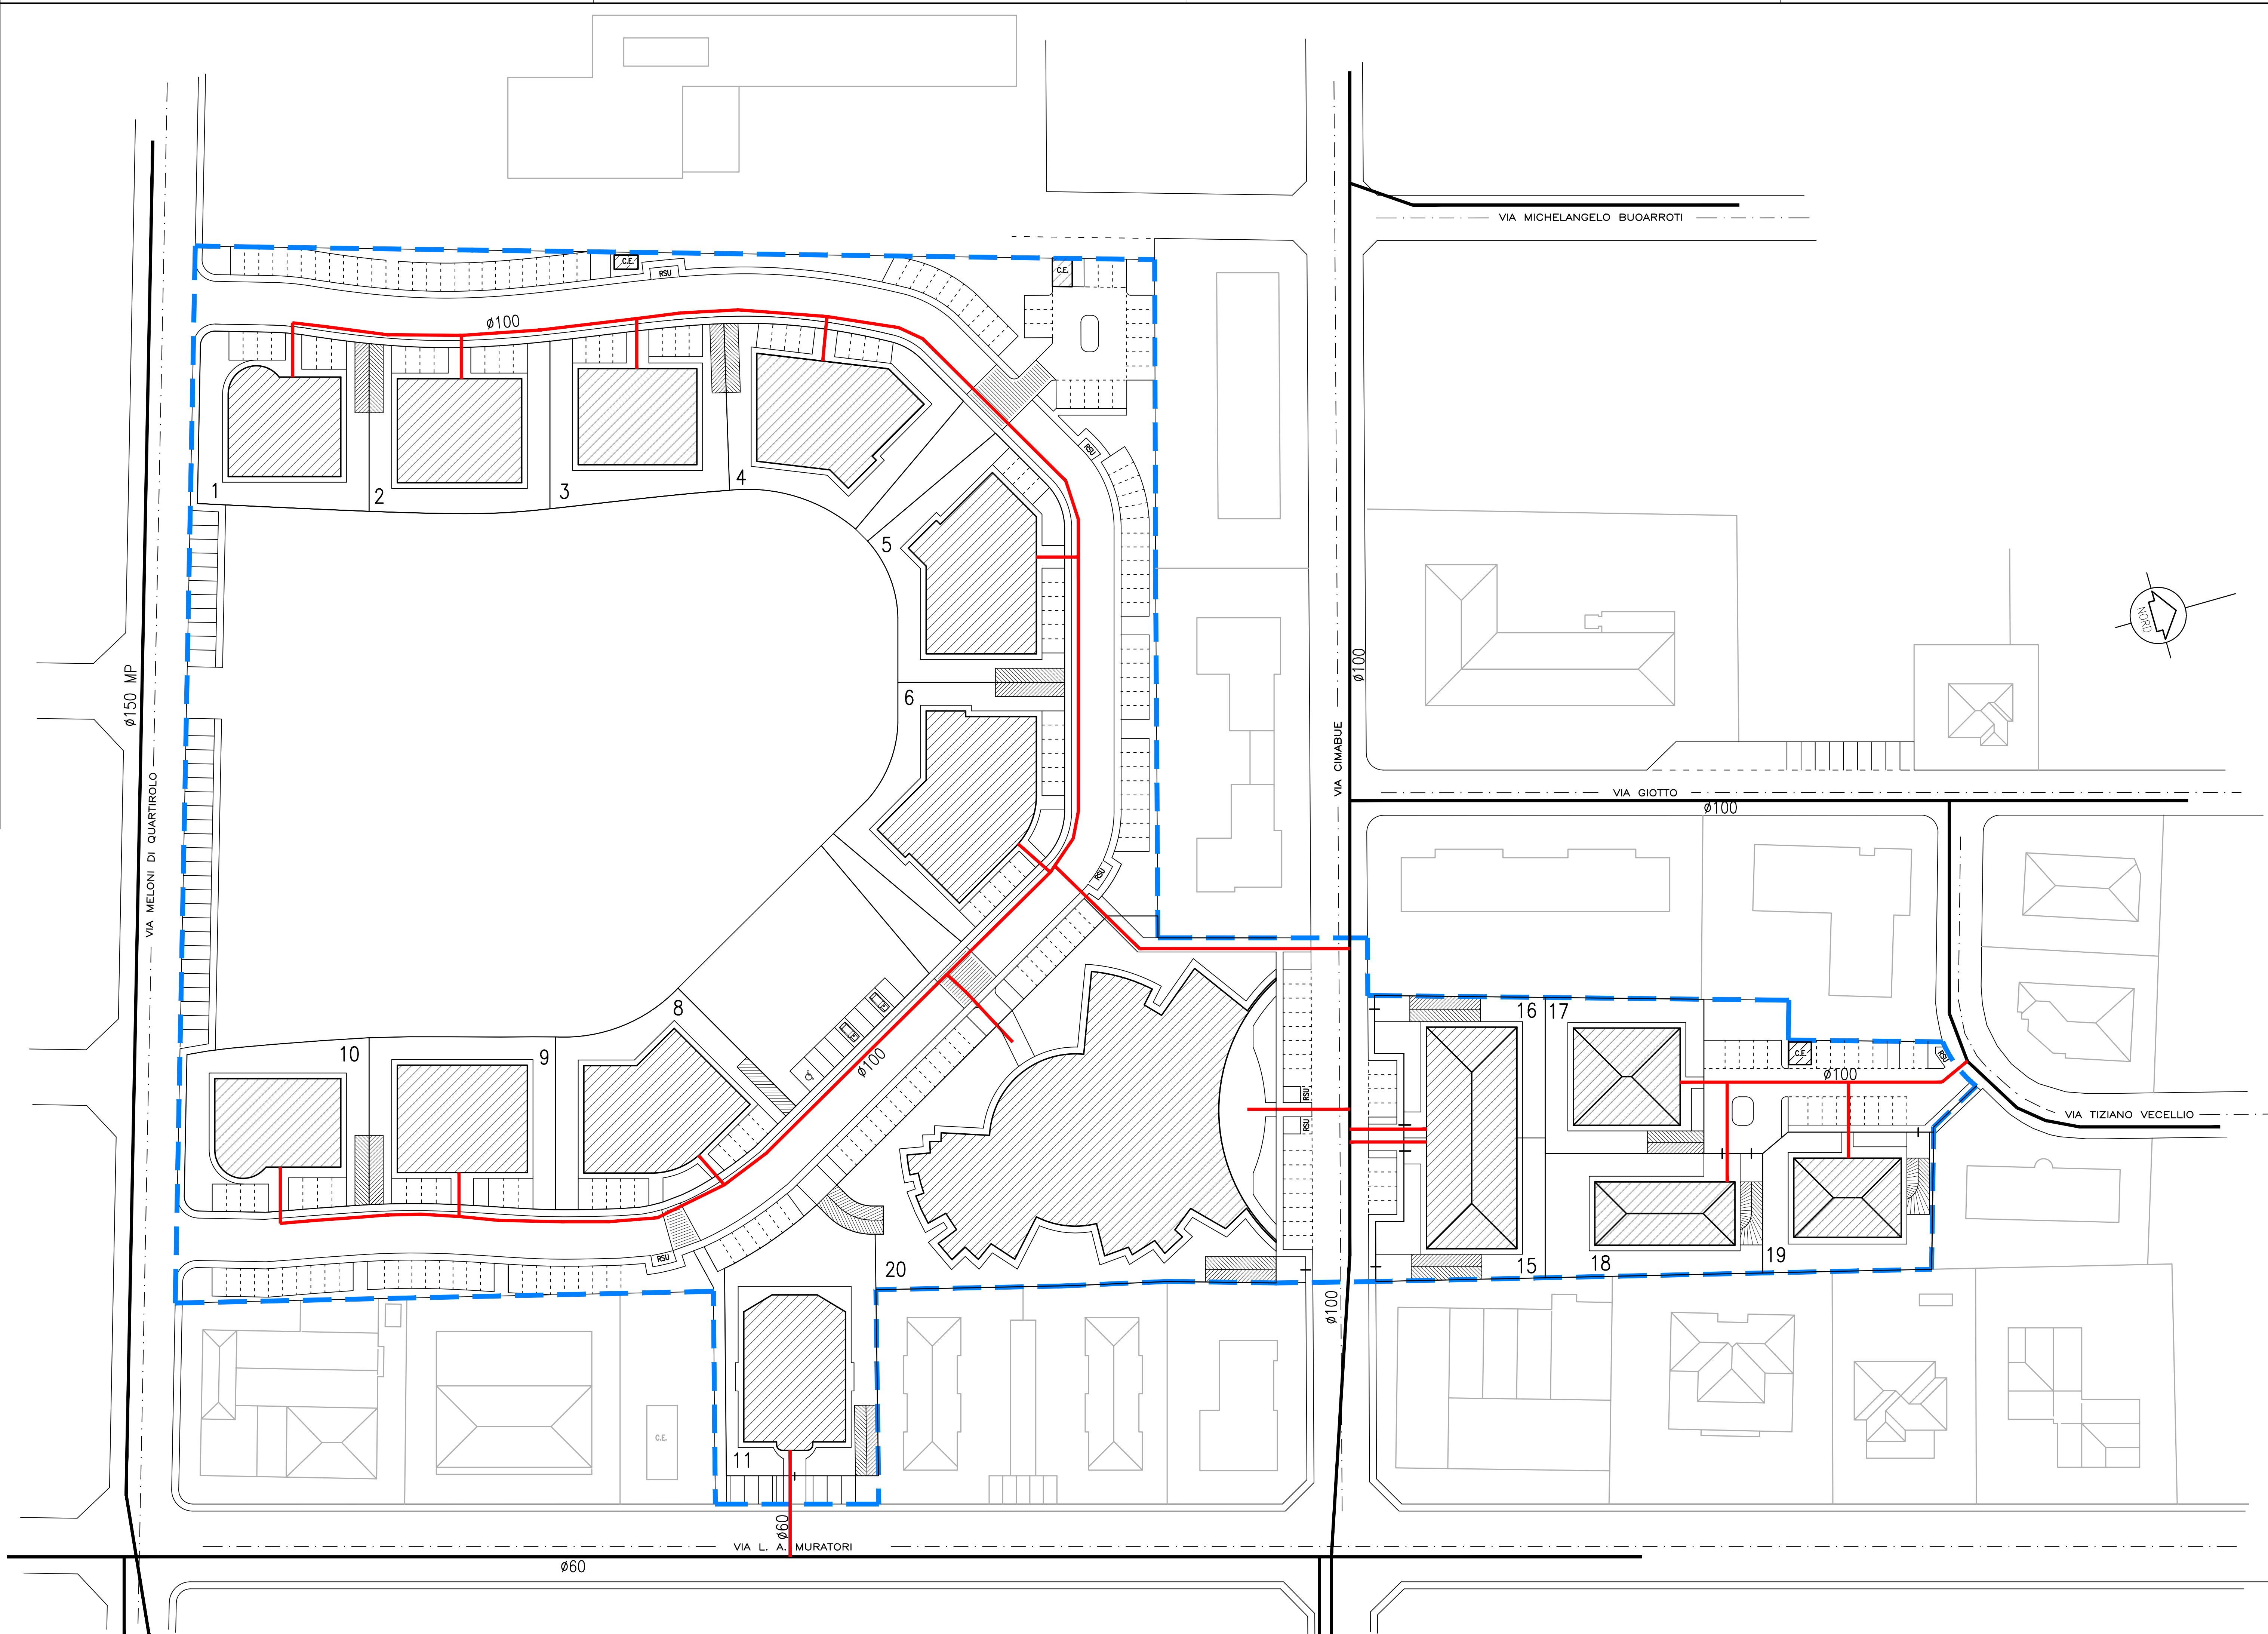 VIA MICHELANGELO BUOARROTI
C.E.
RSU
C.E.
ø100
RSU
1
2
3
4
5
6
NORD
ø150 MP
ø100
VIA CIMABUE
VIA MELONI DI QUARTIROLO
VIA GIOTTO
ø100
RSU
8
10
9
ø100
16
17
C.E.
RSU
ø100
RSU
RSU
VIA TIZIANO VECELLIO
RSU
20
15
18
19
ø100
C.E.
11
ø60
VIA L. A. MURATORI
ø60